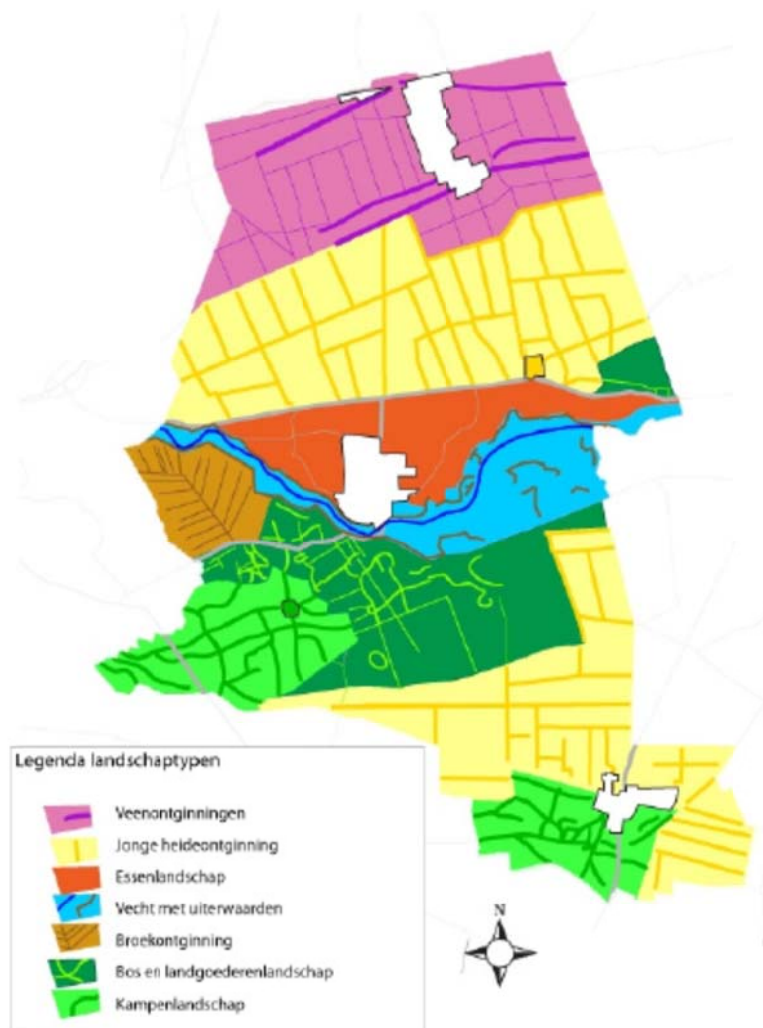 Legenda landschaptypen
Veenontginningen
Jonge heideontginning
Essenlandschap
Vecht met uiterwaarden
Broekontginning
Bos en landgoederenlandschap
Kampenlandschap
N